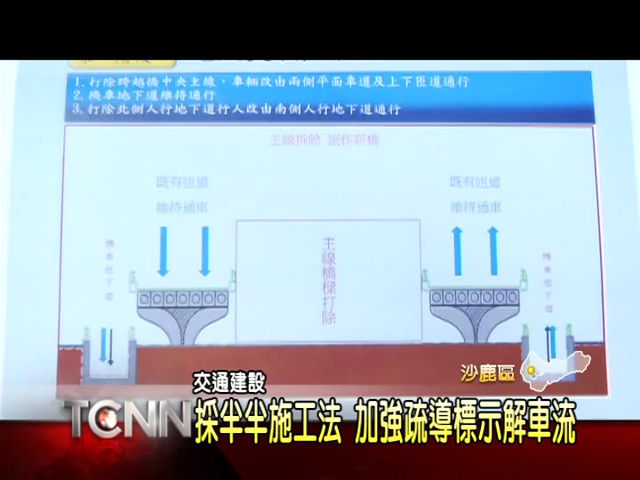 1. 打除跨越橋中央主線，車輛改由兩側平面車道及上下匝道通行
2. 機車地下道維持通行
3. 打除北側人行地下道行人改由南側人行地下道通行
主線拆除 施作新橋
既有匝道
維持通車
既有匝道
維持通車
機車地下道
主線橋樑打除
機車地下道
沙鹿區
交通建設
TCNN
採半半施工法 加強疏導標示解車流